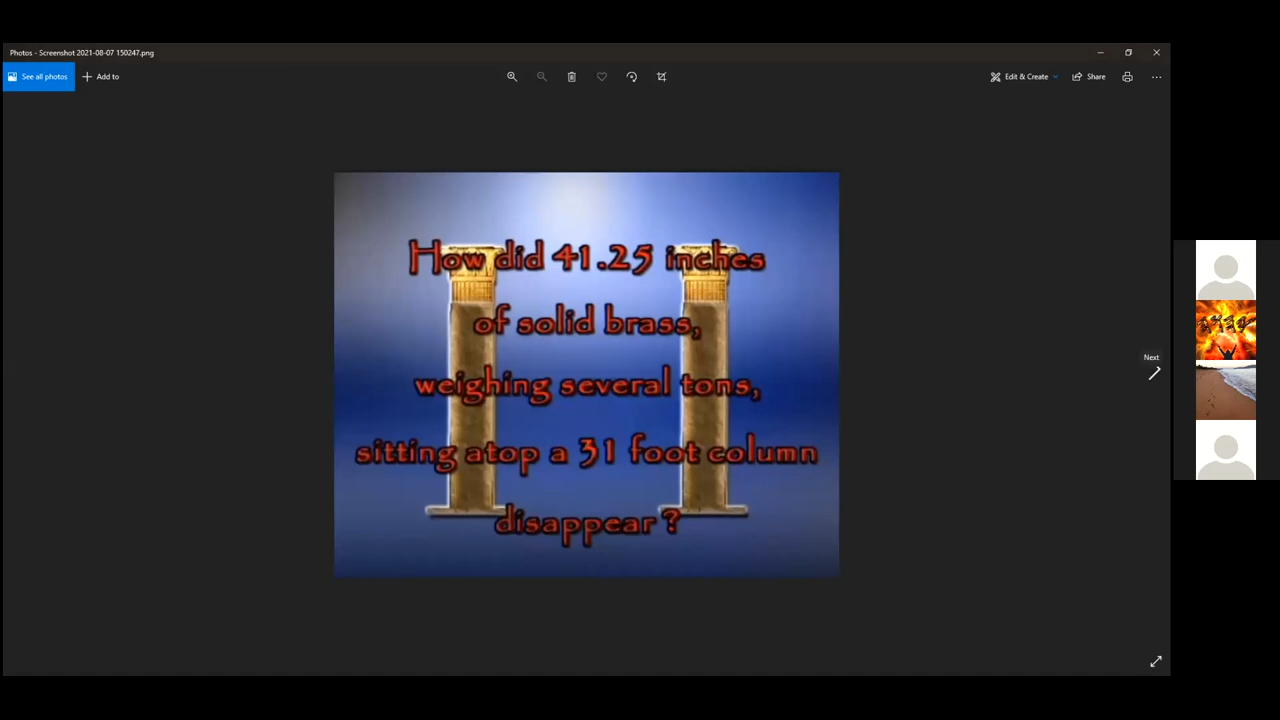 Photos - Screenshot 2021-08-07 150247.png
See all photos
Add to
Edit & Create
Share
How did 41.25 inches
of solid brass,
weighing several tons,
sitting atop a 31 foot column
disappear?
Next